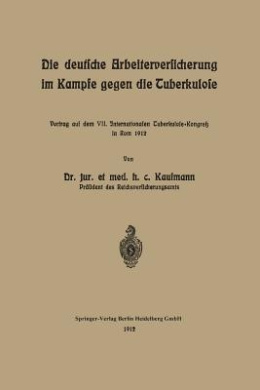 Die deutsche Arbeiterversicherung
im Kampfe gegen die Tuberkulose
Vortrag auf dem VII. Internationalen Tuberkulose-Kongreß
in Rom 1912
Von
Dr. jur. et med. h. c. Kaufmann
Präsident des Reichsversicherungsamts
Springer-Verlag Berlin Heidelberg GmbH
1912